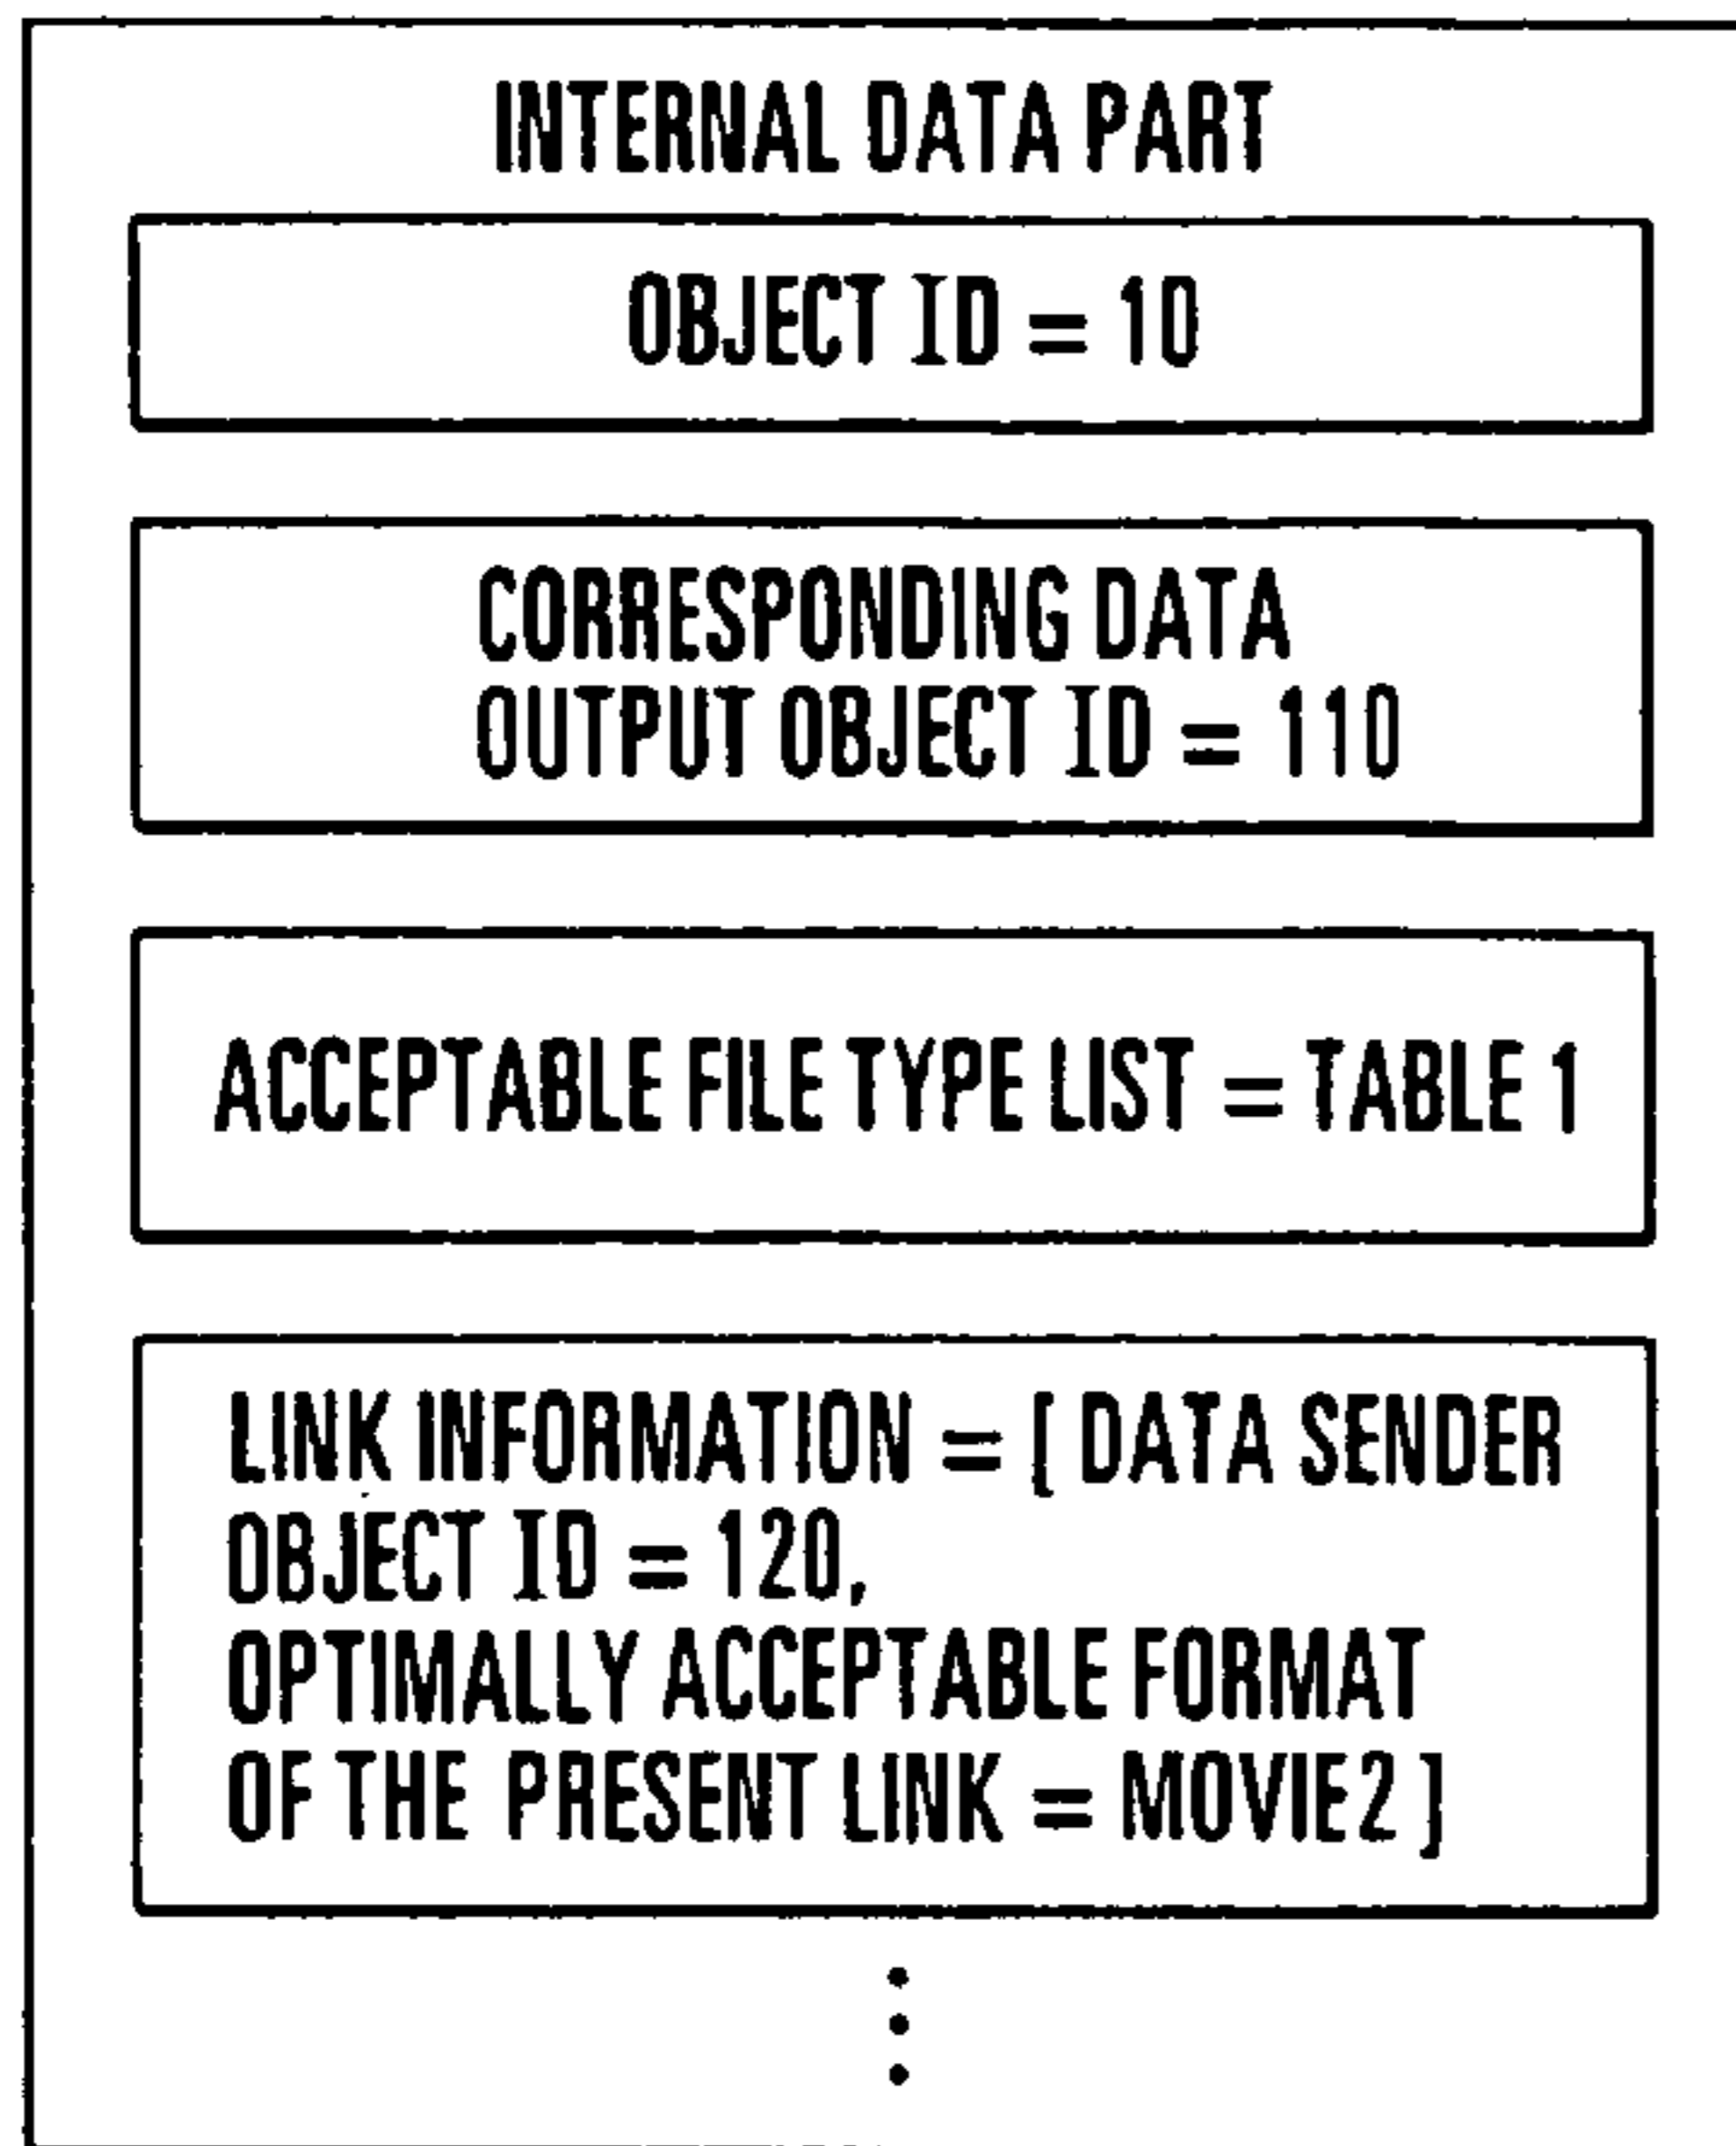 INTERNAL DATA PART
OBJECT ID = 10
CORRESPONDING DATA
OUTPUT OBJECT ID = 110
ACCEPTABLE FILE TYPE LIST = TABLE 1
LINK INFORMATION = [ DATA SENDER
OBJECT ID = 120,
OPTIMALLY ACCEPTABLE FORMAT
OF THE PRESENT LINK = MOVIE2 ]